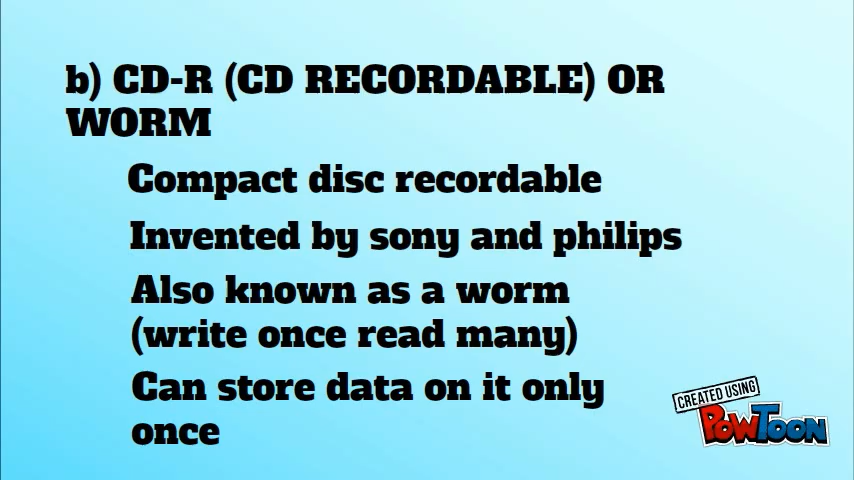 b) CD-R (CD RECORDABLE) OR
WORM
Compact disc recordable
Invented by sony and philips
Also known as a worm
(write once read many)
Can store data on it only
once
CREATED USING
POWTOON